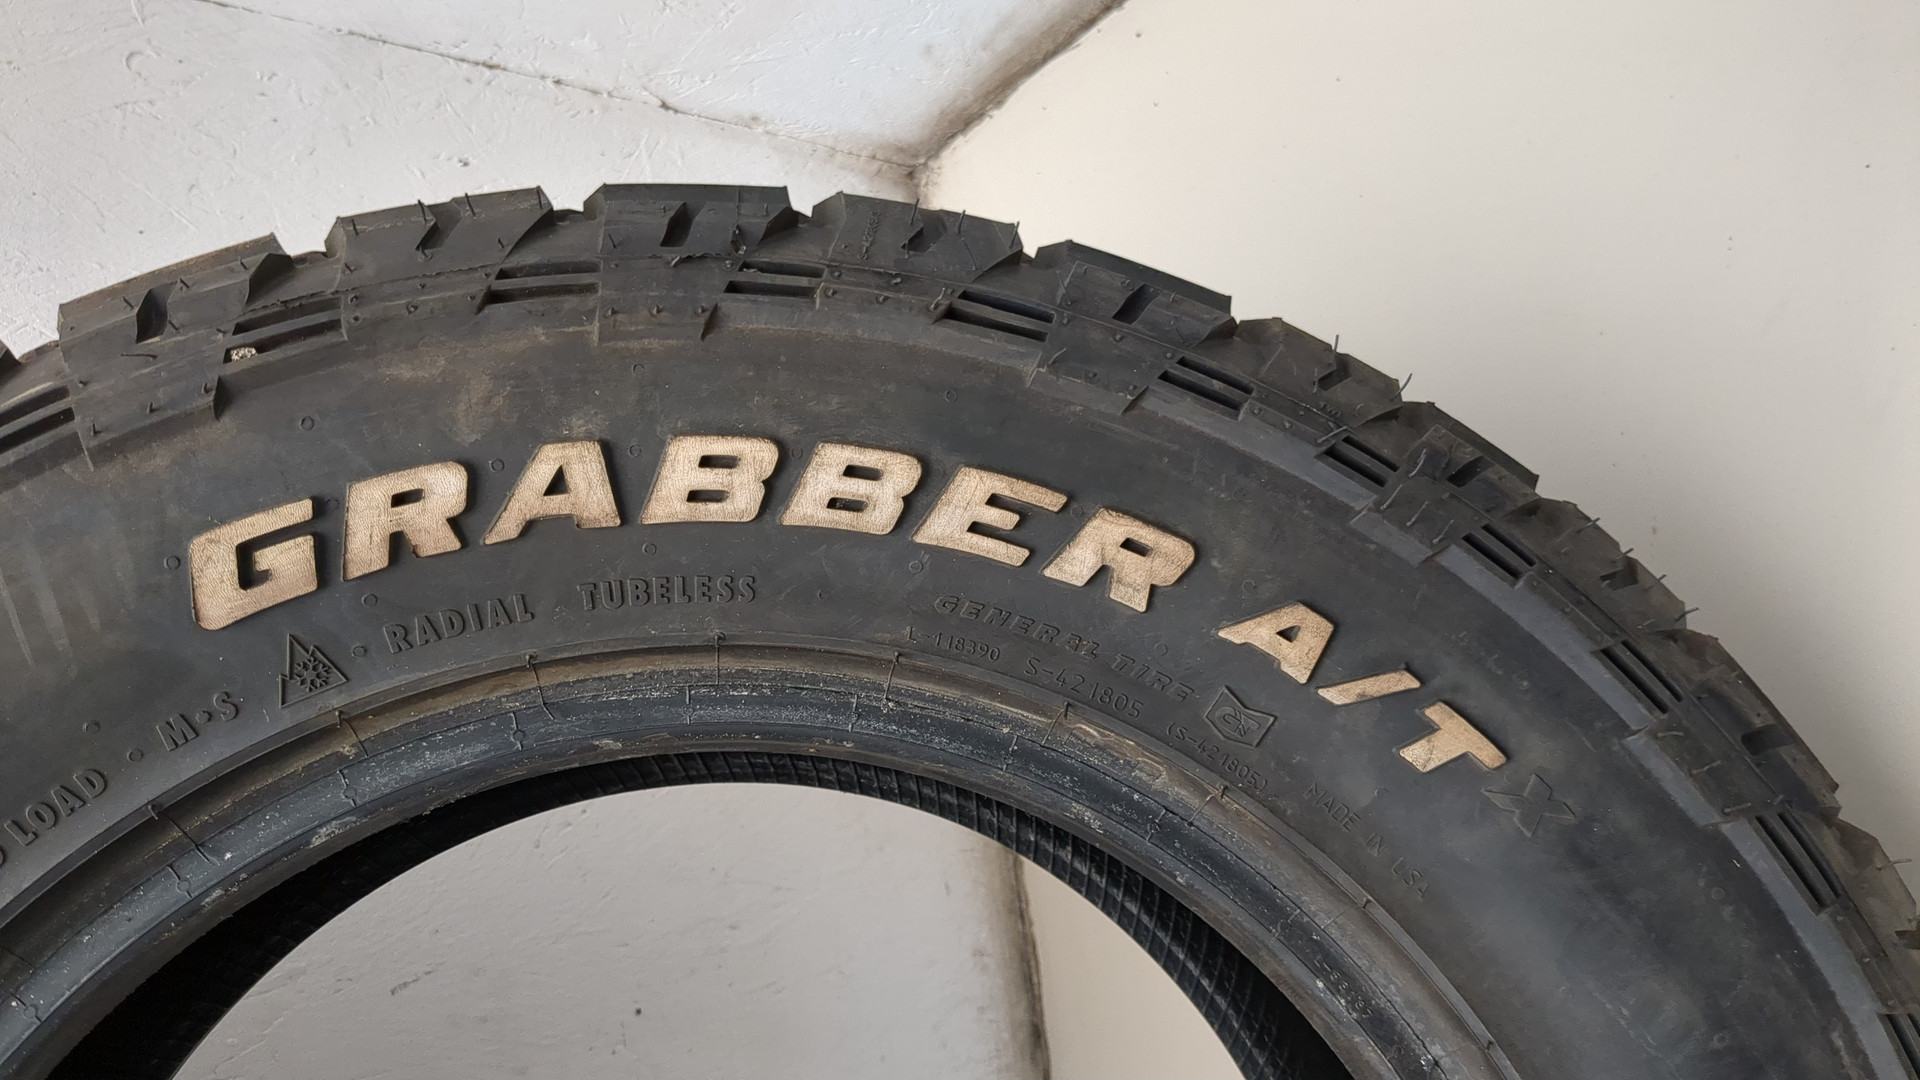 GRABBER A/T X
RADIAL TUBELESS
M•S
LOAD
GENERAL TIRE
L-118390 S-421805 (S-421805)
MADE IN USA